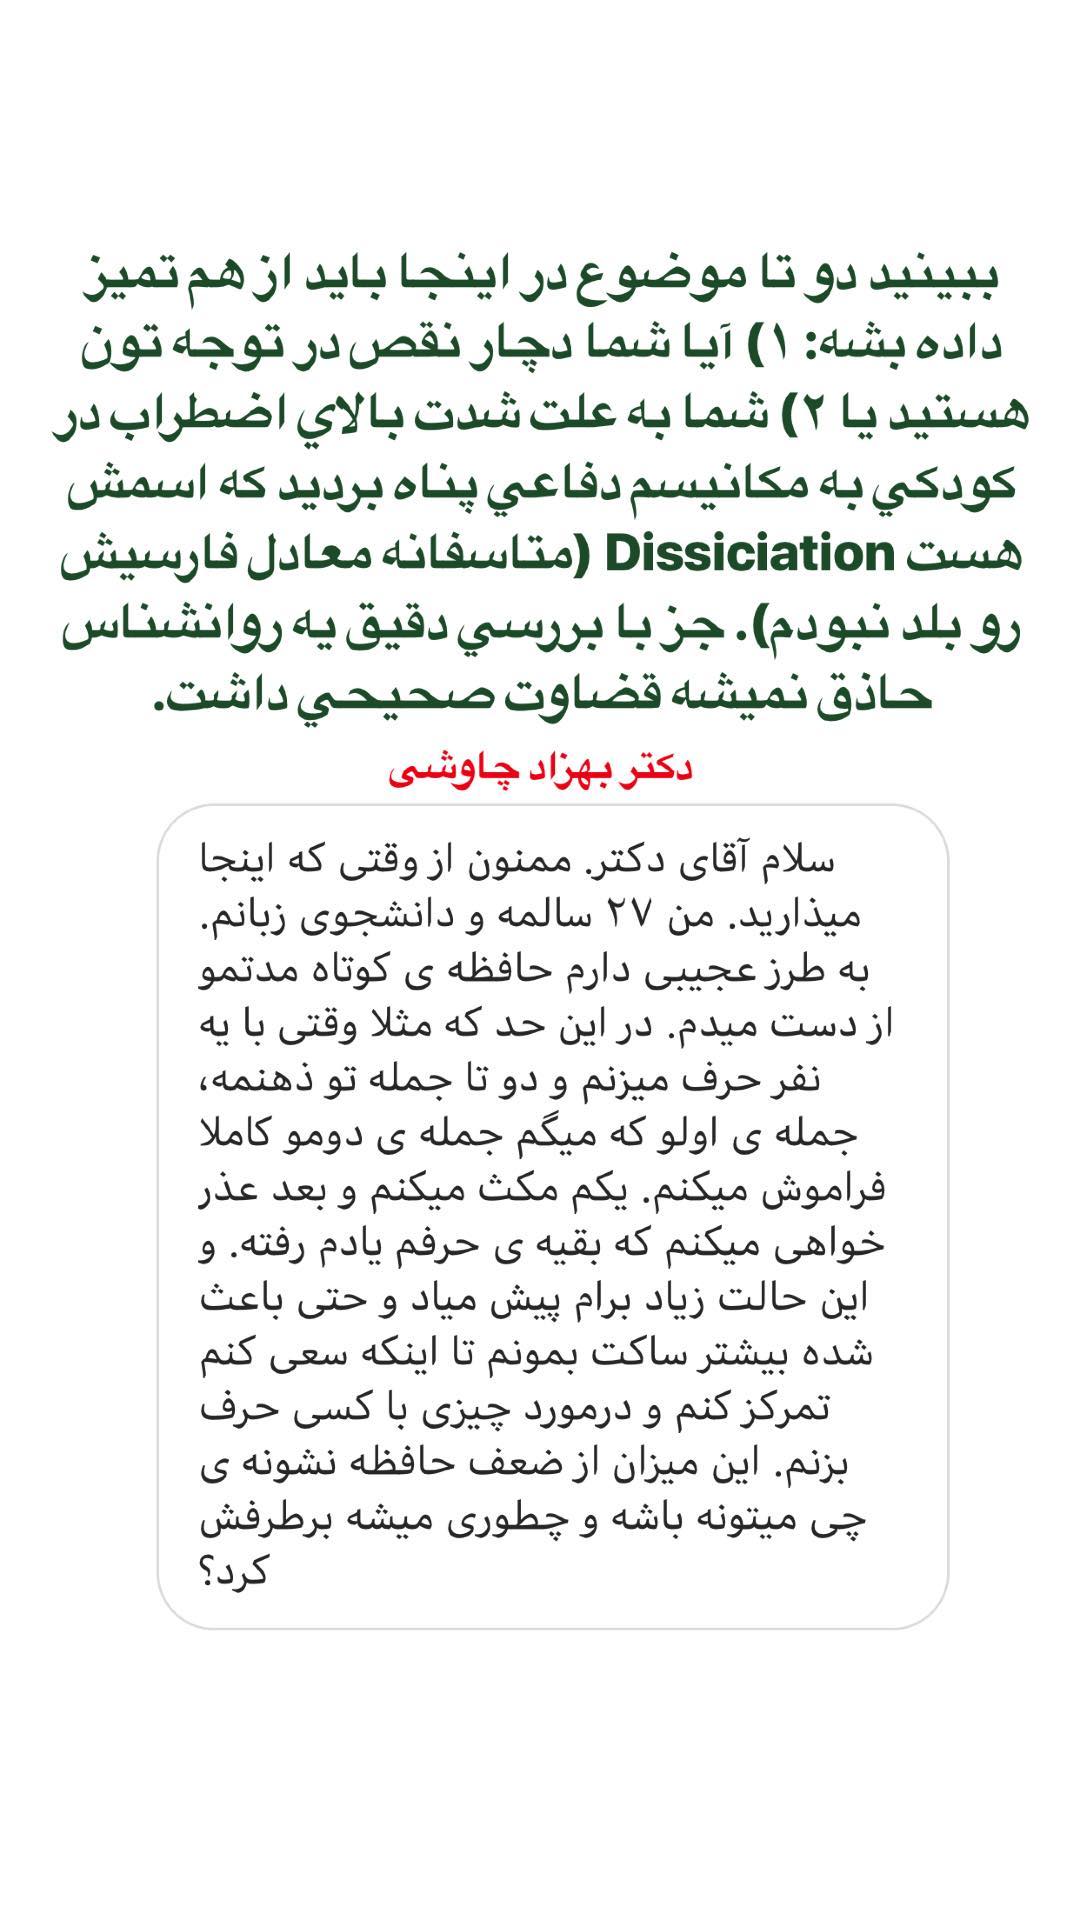 ببینید دو تا موضوع در اینجا باید از هم تمیز
داده بشه: ۱) آیا شما دچار نقص در توجه تون
هستید یا ۲) شما به علت شدت بالاي اضطراب در
کودکي به مکانیسم دفاعي پناه بردید که اسمش
هست Dissiciation (متاسفانه معادل فارسیش
رو بلد نبودم). جز با بررسي دقیق یه روانشناس
حاذق نمیشه قضاوت صحیحي داشت.
دکتر بهزاد چاوشی
سلام آقای دکتر. ممنون از وقتی که اینجا
میذارید. من ۲۷ سالمه و دانشجوی زبانم.
به طرز عجیبی دارم حافظه ی کوتاه مدتمو
از دست میدم. در این حد که مثلا وقتی با یه
نفر حرف میزنم و دو تا جمله تو ذهنمه،
جمله ی اولو که میگم جمله ی دومو کاملا
فراموش میکنم. یکم مکث میکنم و بعد عذر
خواهی میکنم که بقیه ی حرفم یادم رفته. و
این حالت زیاد برام پیش میاد و حتی باعث
شده بیشتر ساکت بمونم تا اینکه سعی کنم
تمرکز کنم و درمورد چیزی با کسی حرف
بزنم. این میزان از ضعف حافظه نشونه ی
چی میتونه باشه و چطوری میشه برطرفش
کرد؟